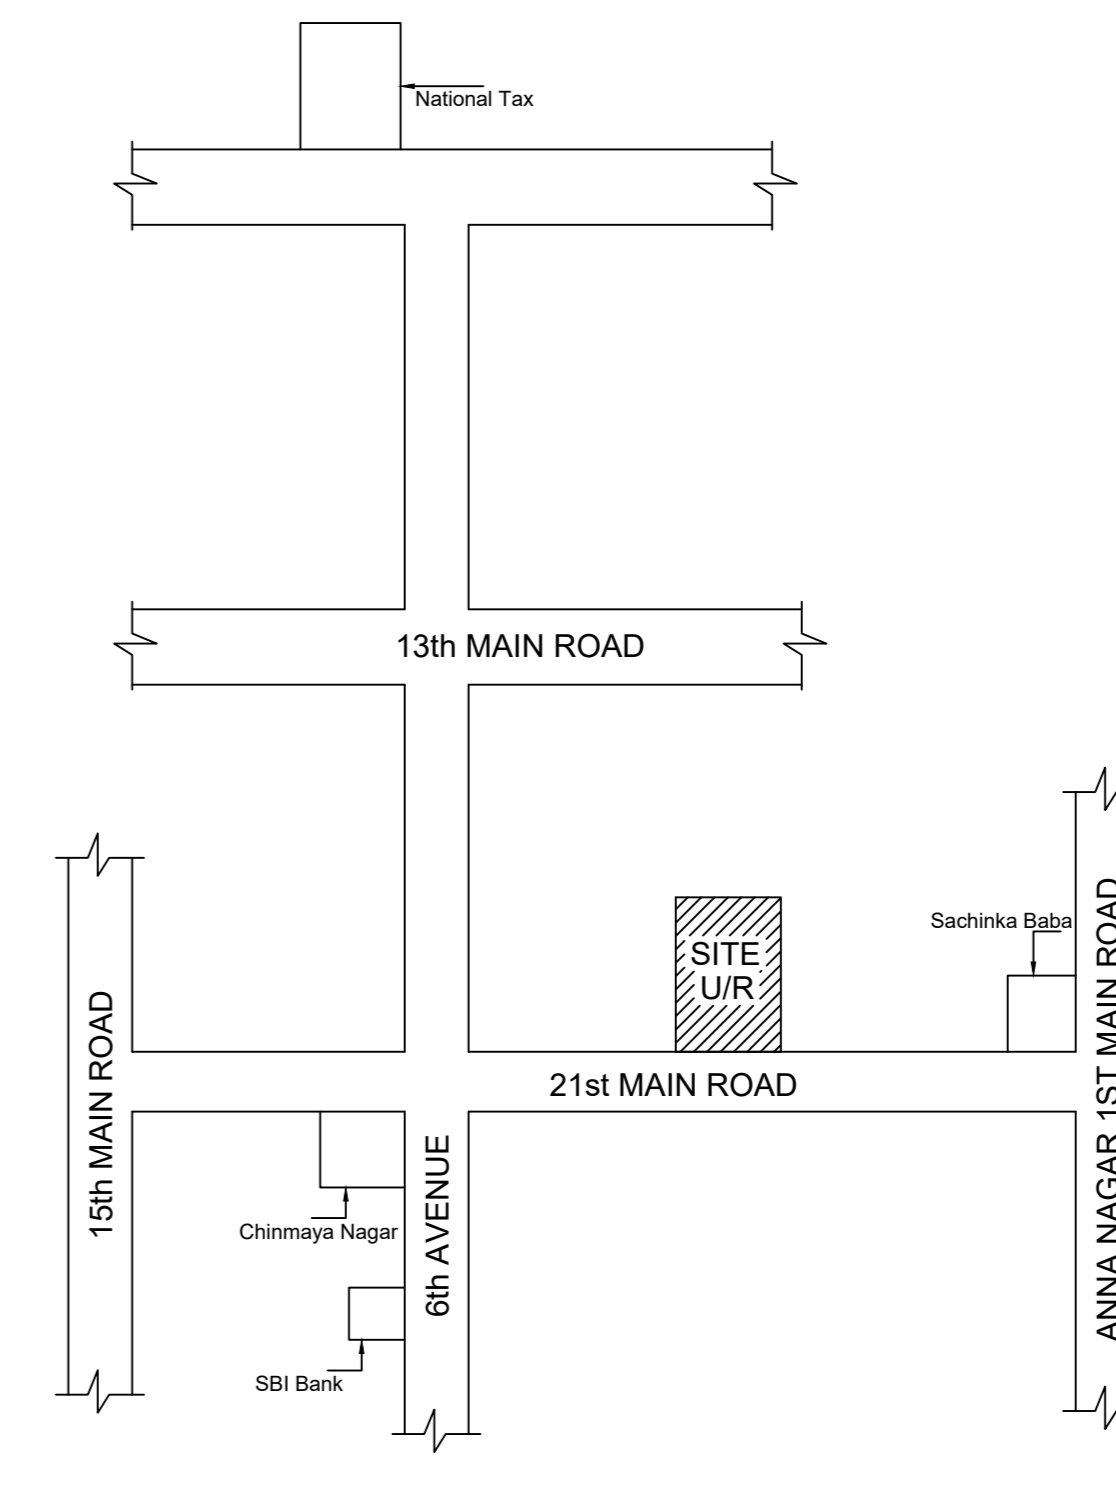 National Tax
13th MAIN ROAD
Sachinka Baba
SITE
U/R
21st MAIN ROAD
15th MAIN ROAD
6th AVENUE
ANNA NAGAR 1ST MAIN ROAD
Chinmaya Nagar
SBI Bank